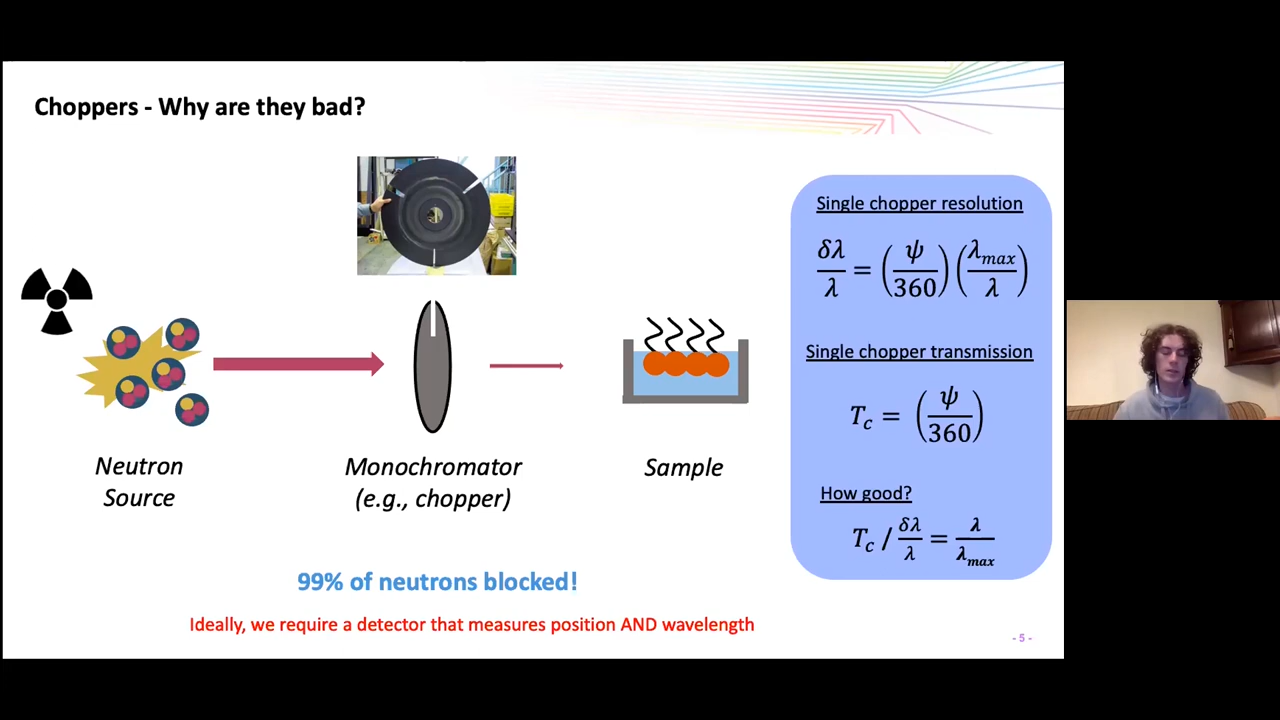 Choppers - Why are they bad?
Neutron
Source
Monochromator
(e.g., chopper)
Sample
99% of neutrons blocked!
Ideally, we require a detector that measures position AND wavelength
Single chopper resolution
δλ/λ = (ψ/360)(λmax/λ)
Single chopper transmission
Tc = (ψ/360)
How good?
Tc / δλ/λ = λ/λmax
- 5 -